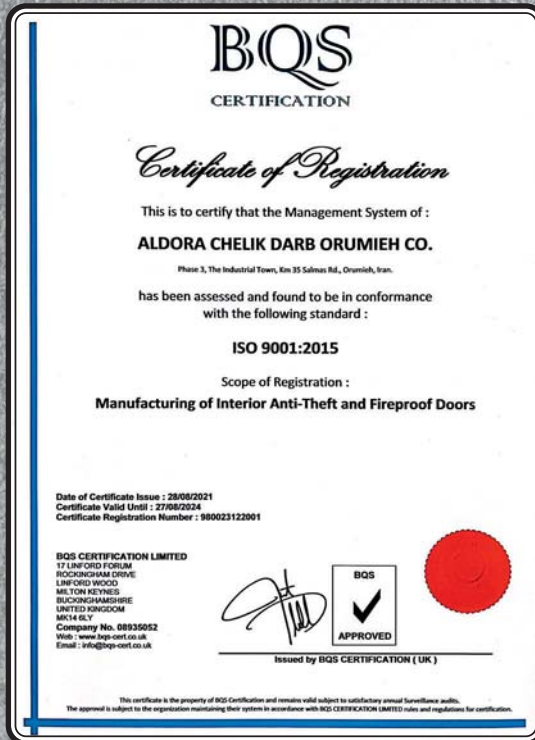 BQS
CERTIFICATION
Certificate of Registration
This is to certify that the Management System of :
ALDORA CHELIK DARB ORUMIEH CO.
Phase 3, The Industrial Town, Km 35 Salmas Rd., Orumieh, Iran.
has been assessed and found to be in conformance
with the following standard :
ISO 9001:2015
Scope of Registration :
Manufacturing of Interior Anti-Theft and Fireproof Doors
Date of Certificate Issue : 28/08/2021
Certificate Valid Until : 27/08/2024
Certificate Registration Number : 980023122001
BQS CERTIFICATION LIMITED
17 LINFORD FORUM
ROCKINGHAM DRIVE
LINFORD WOOD
MILTON KEYNES
BUCKINGHAMSHIRE
UNITED KINGDOM
MK14 6LY
Company No. 08935052
Web : www.bqs-cert.co.uk
Email : info@bqs-cert.co.uk
BQS
APPROVED
Issued by BQS CERTIFICATION ( UK )
This certificate is the property of BQS Certification and remains valid subject to satisfactory annual Surveillance audits.
The approval is subject to the organization maintaining their system in accordance with BQS CERTIFICATION LIMITED rules and regulations for certification.